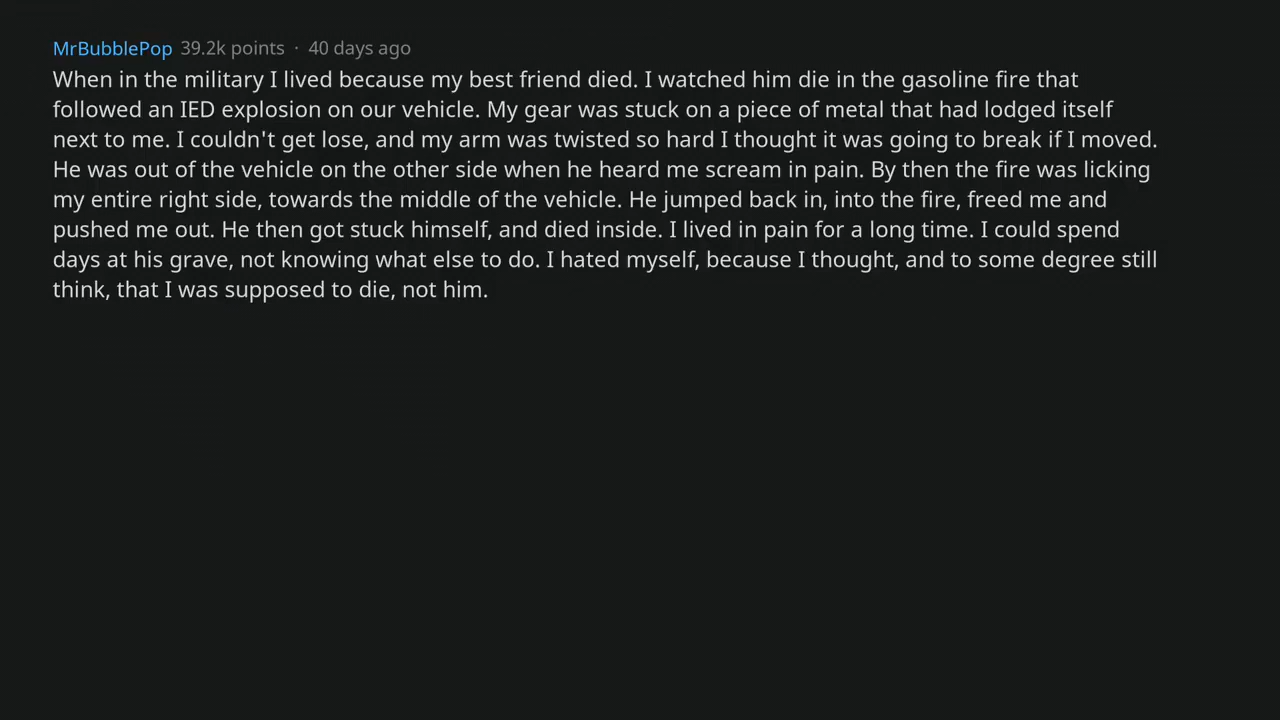 MrBubblePop 39.2k points · 40 days ago
When in the military I lived because my best friend died. I watched him die in the gasoline fire that
followed an IED explosion on our vehicle. My gear was stuck on a piece of metal that had lodged itself
next to me. I couldn't get lose, and my arm was twisted so hard I thought it was going to break if I moved.
He was out of the vehicle on the other side when he heard me scream in pain. By then the fire was licking
my entire right side, towards the middle of the vehicle. He jumped back in, into the fire, freed me and
pushed me out. He then got stuck himself, and died inside. I lived in pain for a long time. I could spend
days at his grave, not knowing what else to do. I hated myself, because I thought, and to some degree still
think, that I was supposed to die, not him.